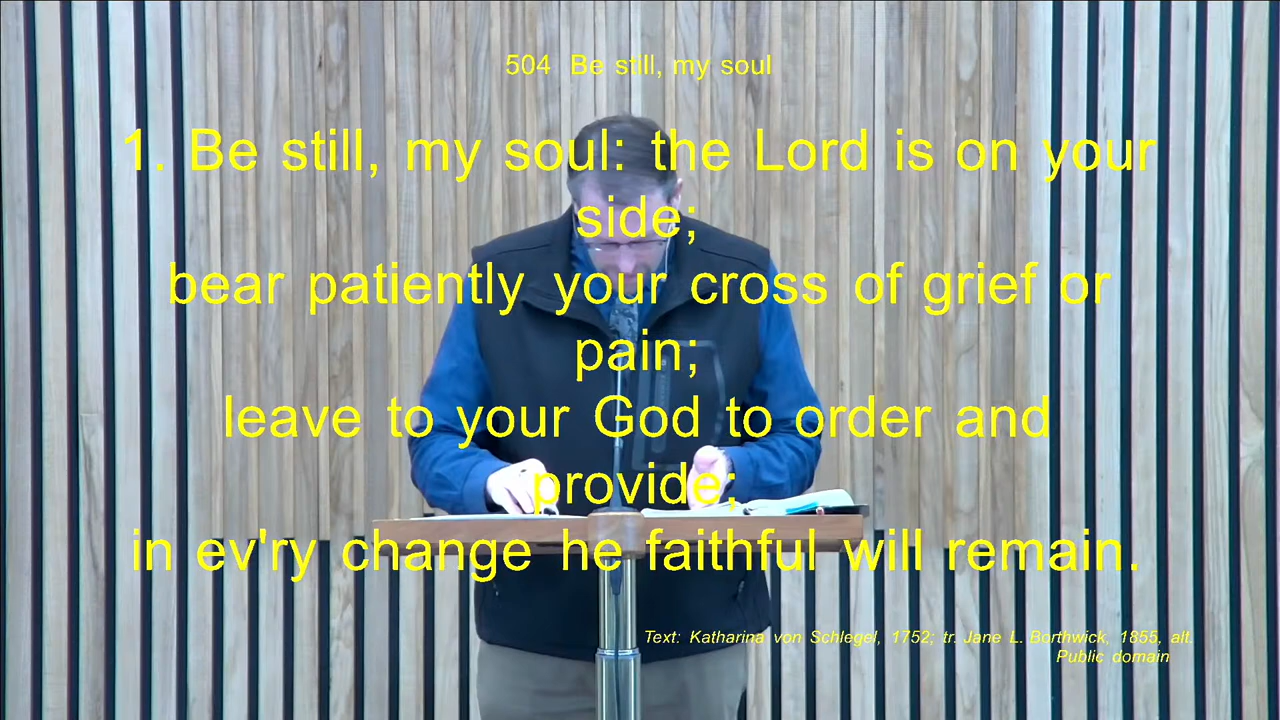 504 Be still, my soul
1. Be still, my soul: the Lord is on your
side;
bear patiently your cross of grief or
pain;
leave to your God to order and
provide;
in ev'ry change he faithful will remain.
Text: Katharina von Schlegel, 1752; tr. Jane L. Borthwick, 1855, alt.
Public domain